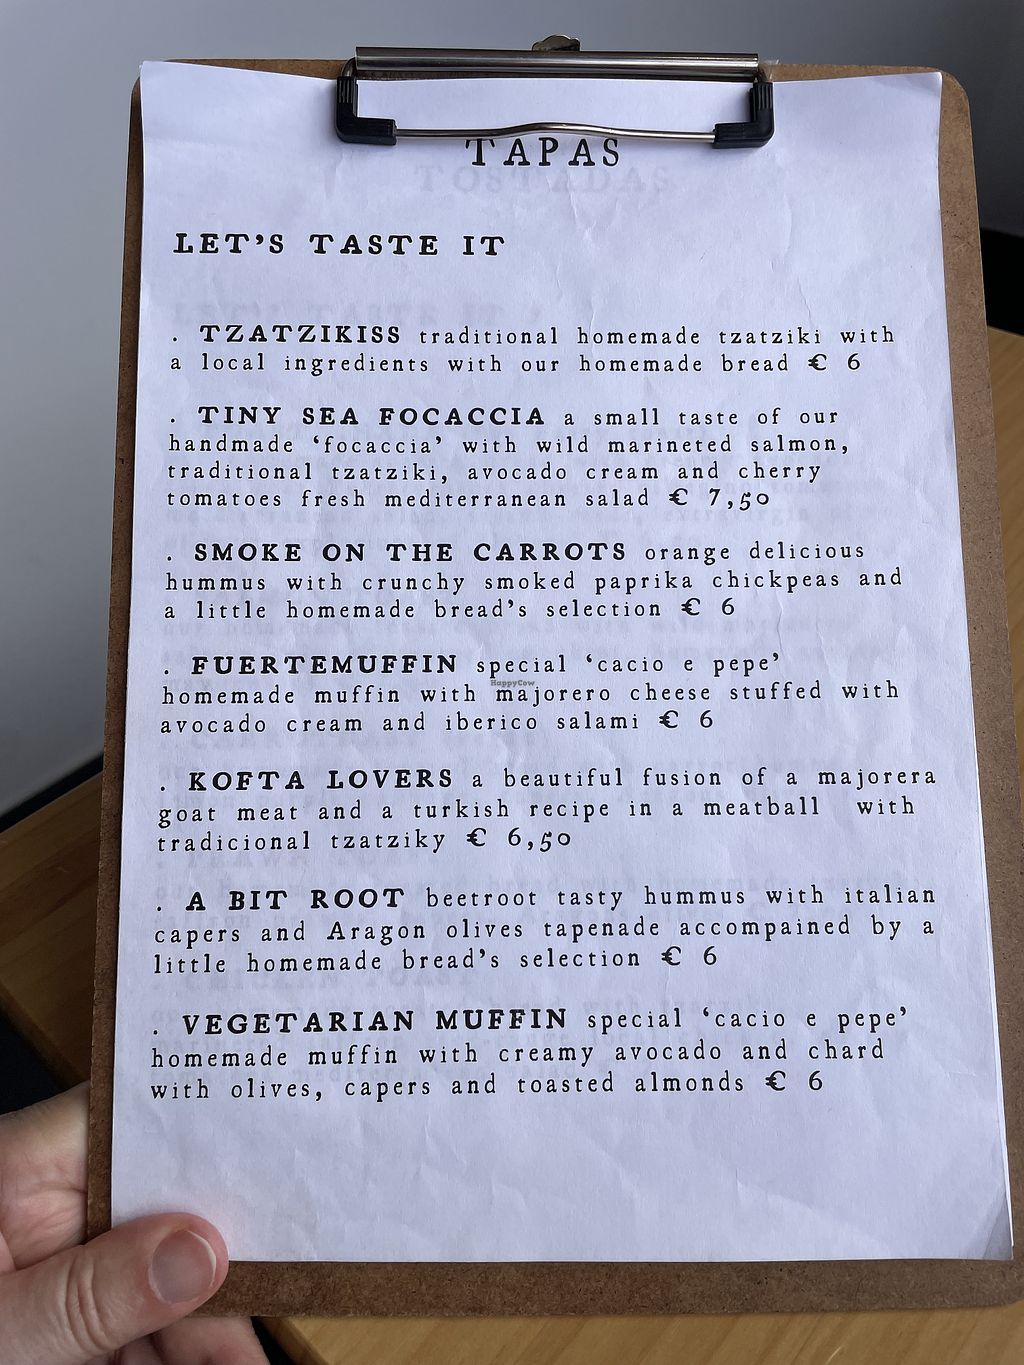 TAPAS
LET'S TASTE IT
. TZATZIKISS traditional homemade tzatziki with
a local ingredients with our homemade bread € 6
. TINY SEA FOCACCIA a small taste of our
handmade 'focaccia' with wild marineted salmon,
traditional tzatziki, avocado cream and cherry
tomatoes fresh mediterranean salad € 7,50
. SMOKE ON THE CARROTS orange delicious
hummus with crunchy smoked paprika chickpeas and
a little homemade bread's selection € 6
. FUERTEMUFFIN special 'cacio e pepe'
HappyCow
homemade muffin with majorero cheese stuffed with
avocado cream and iberico salami € 6
. KOFTA LOVERS a beautiful fusion of a majorera
goat meat and a turkish recipe in a meatball with
tradicional tzatziky € 6,50
. A BIT ROOT beetroot tasty hummus with italian
capers and Aragon olives tapenade accompained by a
little homemade bread's selection € 6
. VEGETARIAN MUFFIN special 'cacio e pepe'
homemade muffin with creamy avocado and chard
with olives, capers and toasted almonds € 6